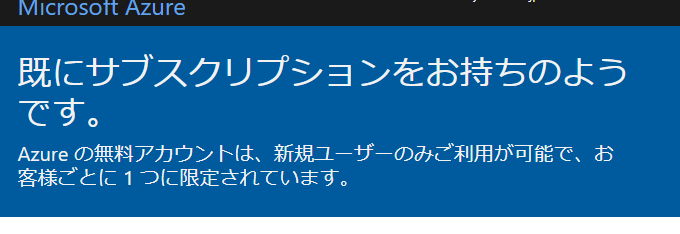 Microsoft Azure
既にサブスクリプションをお持ちのよう
です。
Azure の無料アカウントは、新規ユーザーのみご利用が可能で、お
客様ごとに 1 つに限定されています。